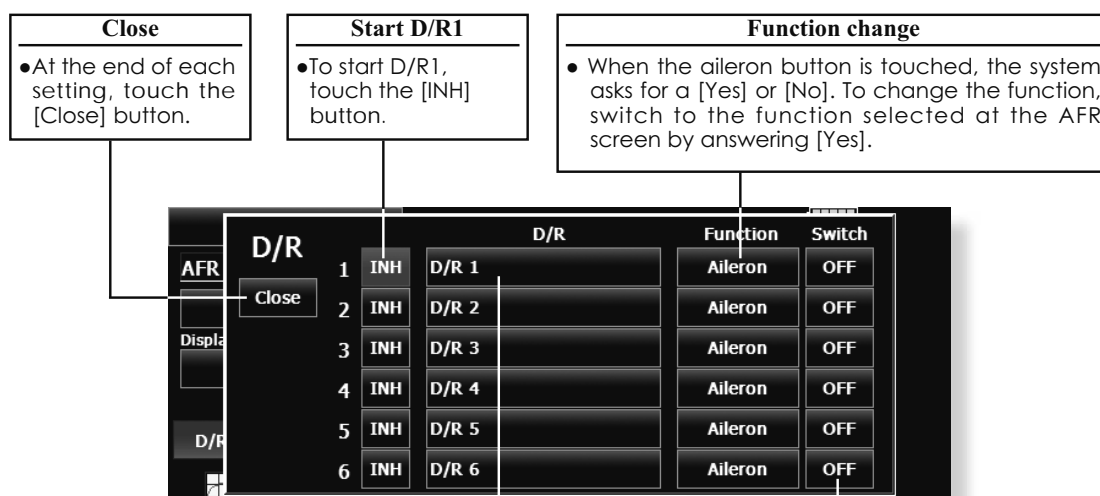 Close
●At the end of each
setting, touch the
[Close] button.
Start D/R1
●To start D/R1,
touch the [INH]
button.
Function change
● When the aileron button is touched, the system
asks for a [Yes] or [No]. To change the function,
switch to the function selected at the AFR
screen by answering [Yes].
D/R
Close
D/R Function Switch
1 INH D/R 1 Aileron OFF
2 INH D/R 2 Aileron OFF
3 INH D/R 3 Aileron OFF
4 INH D/R 4 Aileron OFF
5 INH D/R 5 Aileron OFF
6 INH D/R 6 Aileron OFF
AFR
Displa
D/R